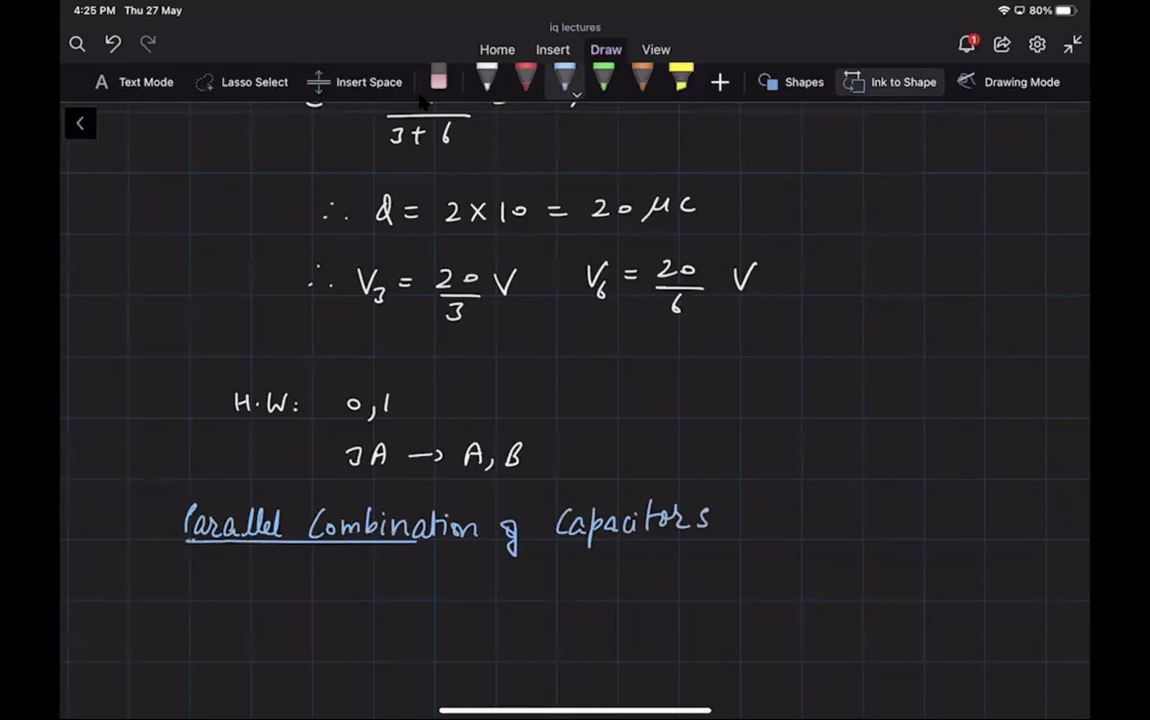 4:25 PM Thu 27 May 80%
iq lectures
Home Insert Draw View
1
A Text Mode Lasso Select Insert Space Shapes Ink to Shape Drawing Mode
3 + 6
∴ Q = 2 × 10 = 20 μC
∴ V₃ = 20/3 V V₆ = 20/6 V
H.W: 0,1
JA → A, B
Parallel Combination of Capacitors